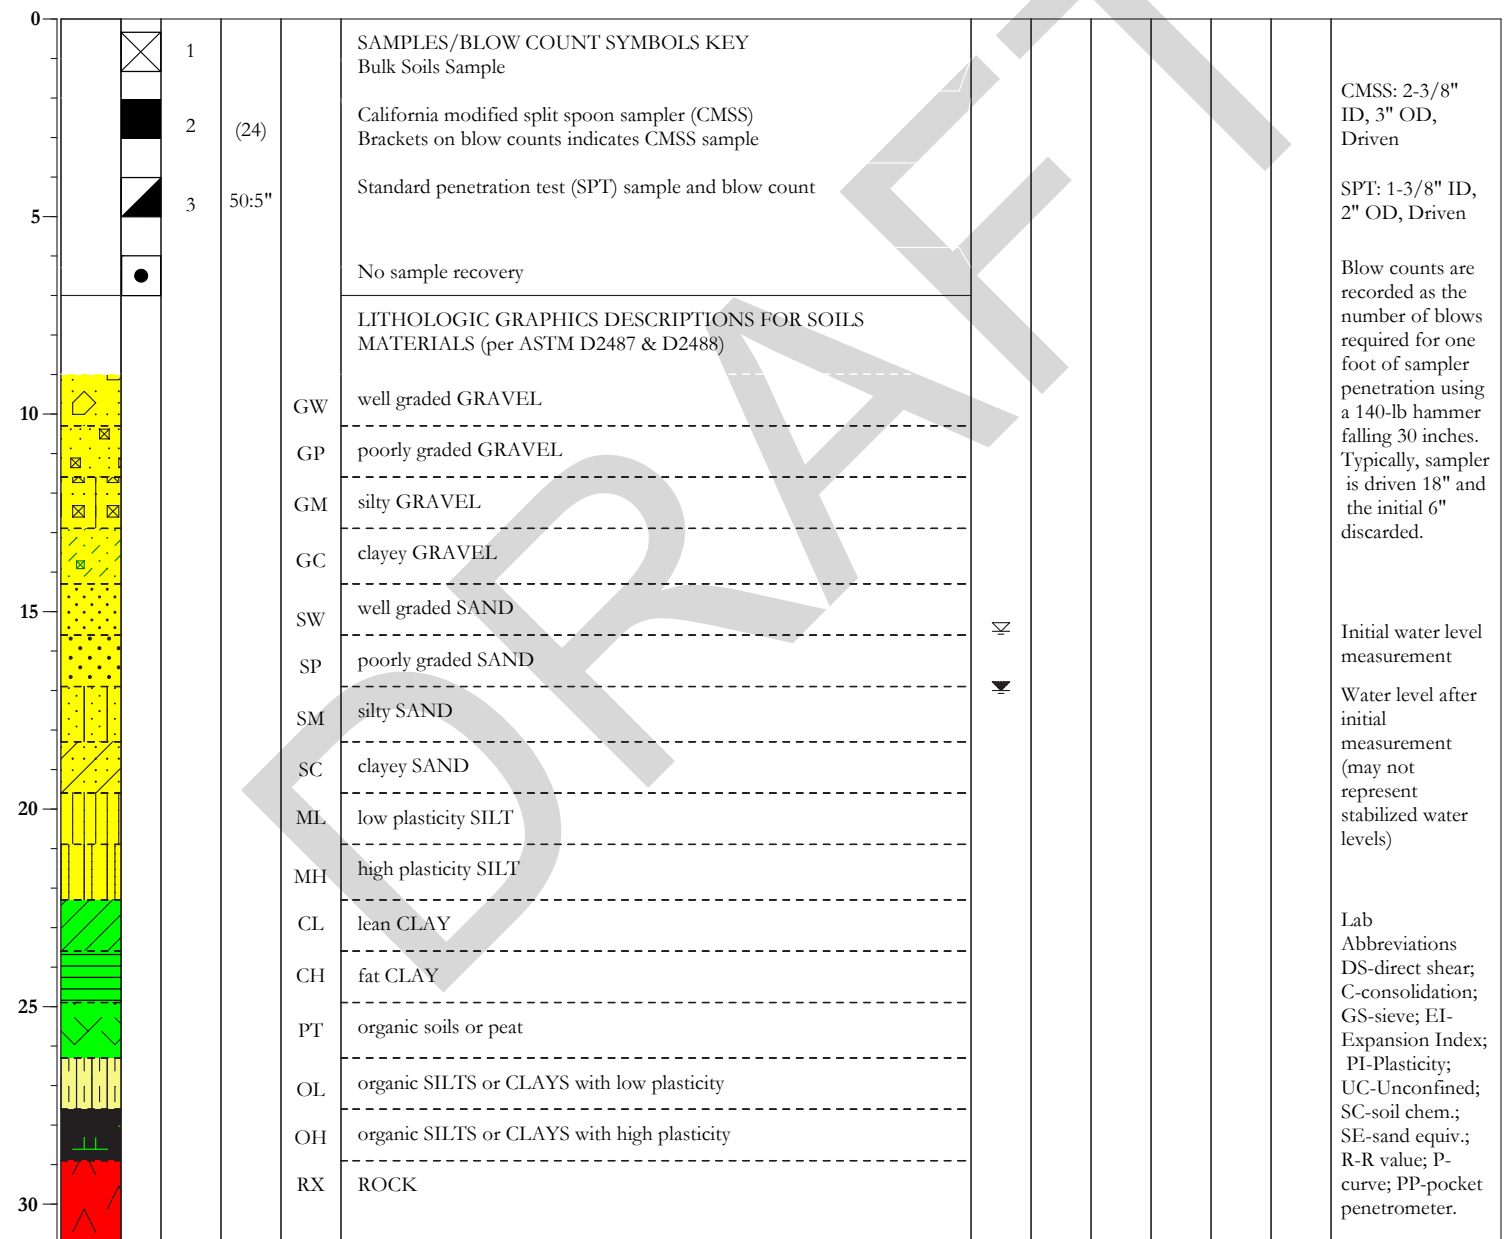 0
1
SAMPLES/BLOW COUNT SYMBOLS KEY
Bulk Soils Sample
2
(24)
California modified split spoon sampler (CMSS)
Brackets on blow counts indicates CMSS sample
3
50:5"
Standard penetration test (SPT) sample and blow count
5
No sample recovery
LITHOLOGIC GRAPHICS DESCRIPTIONS FOR SOILS
MATERIALS (per ASTM D2487 & D2488)
10
GW well graded GRAVEL
GP poorly graded GRAVEL
GM silty GRAVEL
GC clayey GRAVEL
15
SW well graded SAND
SP poorly graded SAND
SM silty SAND
SC clayey SAND
20
ML low plasticity SILT
MH high plasticity SILT
CL lean CLAY
CH fat CLAY
25
PT organic soils or peat
OL organic SILTS or CLAYS with low plasticity
OH organic SILTS or CLAYS with high plasticity
RX ROCK
30
CMSS: 2-3/8"
ID, 3" OD,
Driven
SPT: 1-3/8" ID,
2" OD, Driven
Blow counts are
recorded as the
number of blows
required for one
foot of sampler
penetration using
a 140-lb hammer
falling 30 inches.
Typically, sampler
is driven 18" and
the initial 6"
discarded.
Initial water level
measurement
Water level after
initial
measurement
(may not
represent
stabilized water
levels)
Lab
Abbreviations
DS-direct shear;
C-consolidation;
GS-sieve; EI-
Expansion Index;
PI-Plasticity;
UC-Unconfined;
SC-soil chem.;
SE-sand equiv.;
R-R value; P-
curve; PP-pocket
penetrometer.
DRAFT